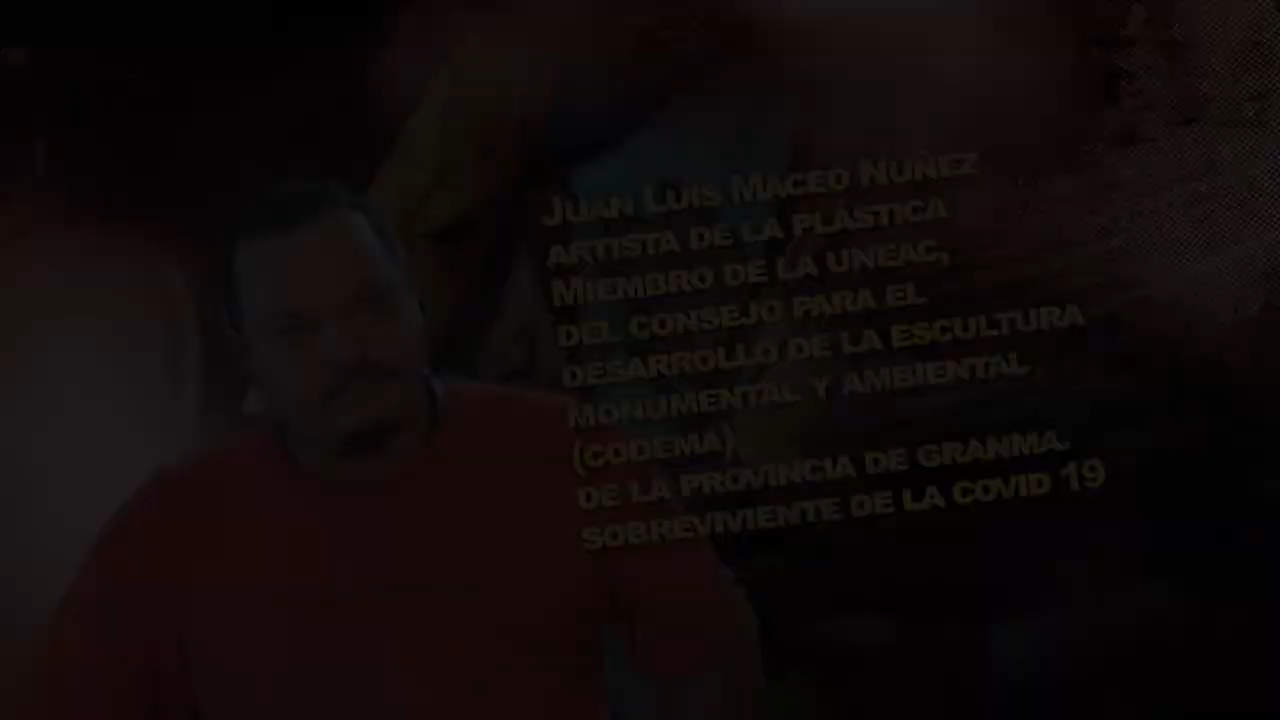 JUAN LUIS MACEO NUÑEZ
ARTISTA DE LA PLÁSTICA
MIEMBRO DE LA UNEAC,
DEL CONSEJO PARA EL
DESARROLLO DE LA ESCULTURA
MONUMENTAL Y AMBIENTAL
(CODEMA)
DE LA PROVINCIA DE GRANMA.
SOBREVIVIENTE DE LA COVID 19